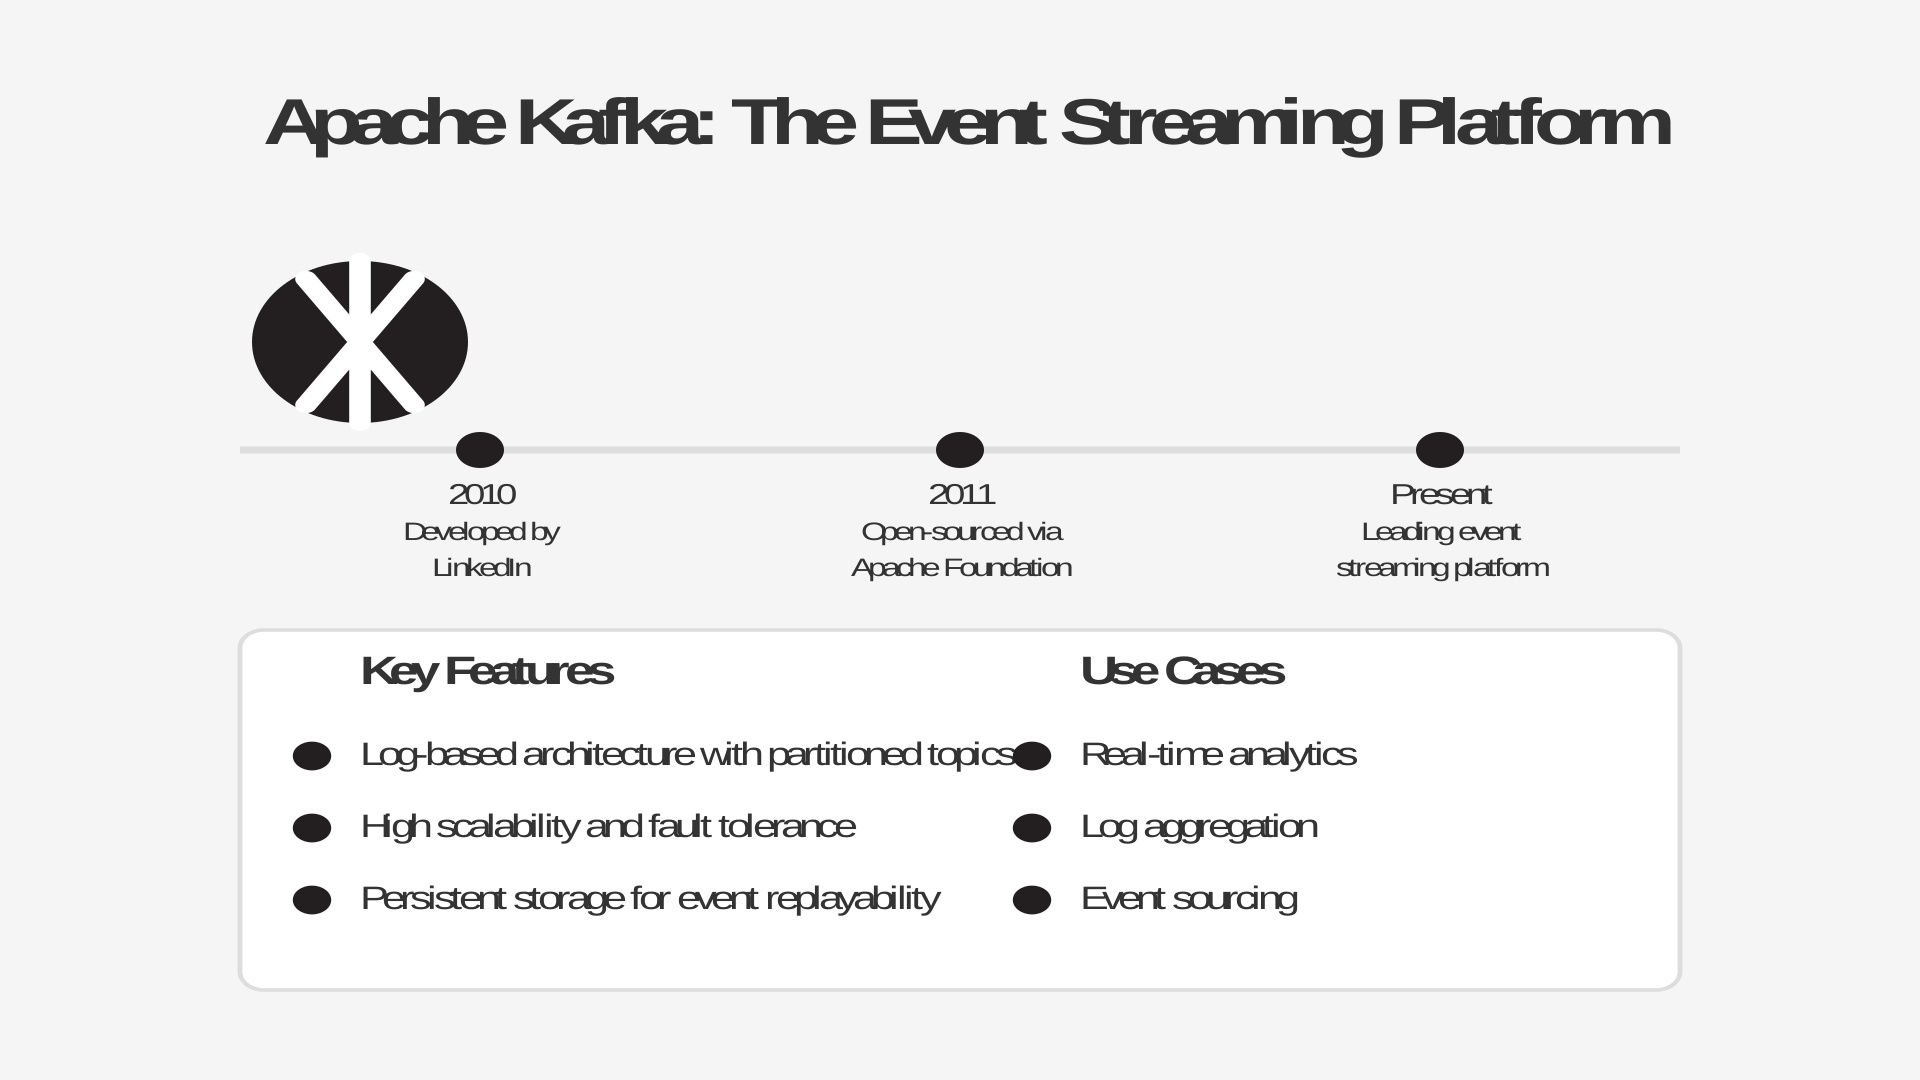 Apache Kafka: The Event Streaming Platform
2010
Developed by
LinkedIn
2011
Open-sourced via
Apache Foundation
Present
Leading event
streaming platform
Key Features
Log-based architecture with partitioned topics
High scalability and fault tolerance
Persistent storage for event replayability
Use Cases
Real-time analytics
Log aggregation
Event sourcing